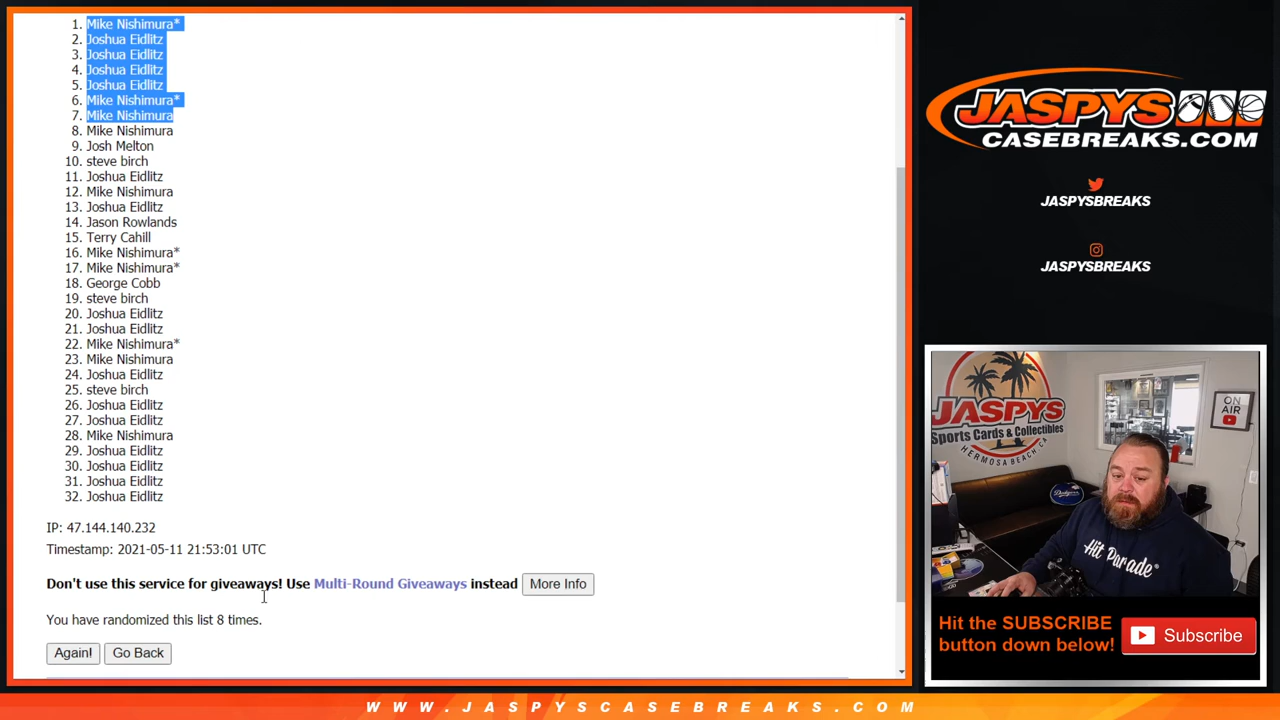 1. Mike Nishimura*
2. Joshua Eidlitz
3. Joshua Eidlitz
4. Joshua Eidlitz
5. Joshua Eidlitz
6. Mike Nishimura*
7. Mike Nishimura
8. Mike Nishimura
9. Josh Melton
10. steve birch
11. Joshua Eidlitz
12. Mike Nishimura
13. Joshua Eidlitz
14. Jason Rowlands
15. Terry Cahill
16. Mike Nishimura*
17. Mike Nishimura*
18. George Cobb
19. steve birch
20. Joshua Eidlitz
21. Joshua Eidlitz
22. Mike Nishimura*
23. Mike Nishimura
24. Joshua Eidlitz
25. steve birch
26. Joshua Eidlitz
27. Joshua Eidlitz
28. Mike Nishimura
29. Joshua Eidlitz
30. Joshua Eidlitz
31. Joshua Eidlitz
32. Joshua Eidlitz
IP: 47.144.140.232
Timestamp: 2021-05-11 21:53:01 UTC
Don't use this service for giveaways! Use Multi-Round Giveaways instead More Info
You have randomized this list 8 times.
Again! Go Back
JASPYS
CASEBREAKS.COM
JASPYSBREAKS
JASPYSBREAKS
JASPYS
Sports Cards & Collectibles
HERMOSA BEACH, CA
ON
AIR
Dodgers
Hit Parade
Hit the SUBSCRIBE
button down below!
Subscribe
WWW.JASPYSCASEBREAKS.COM